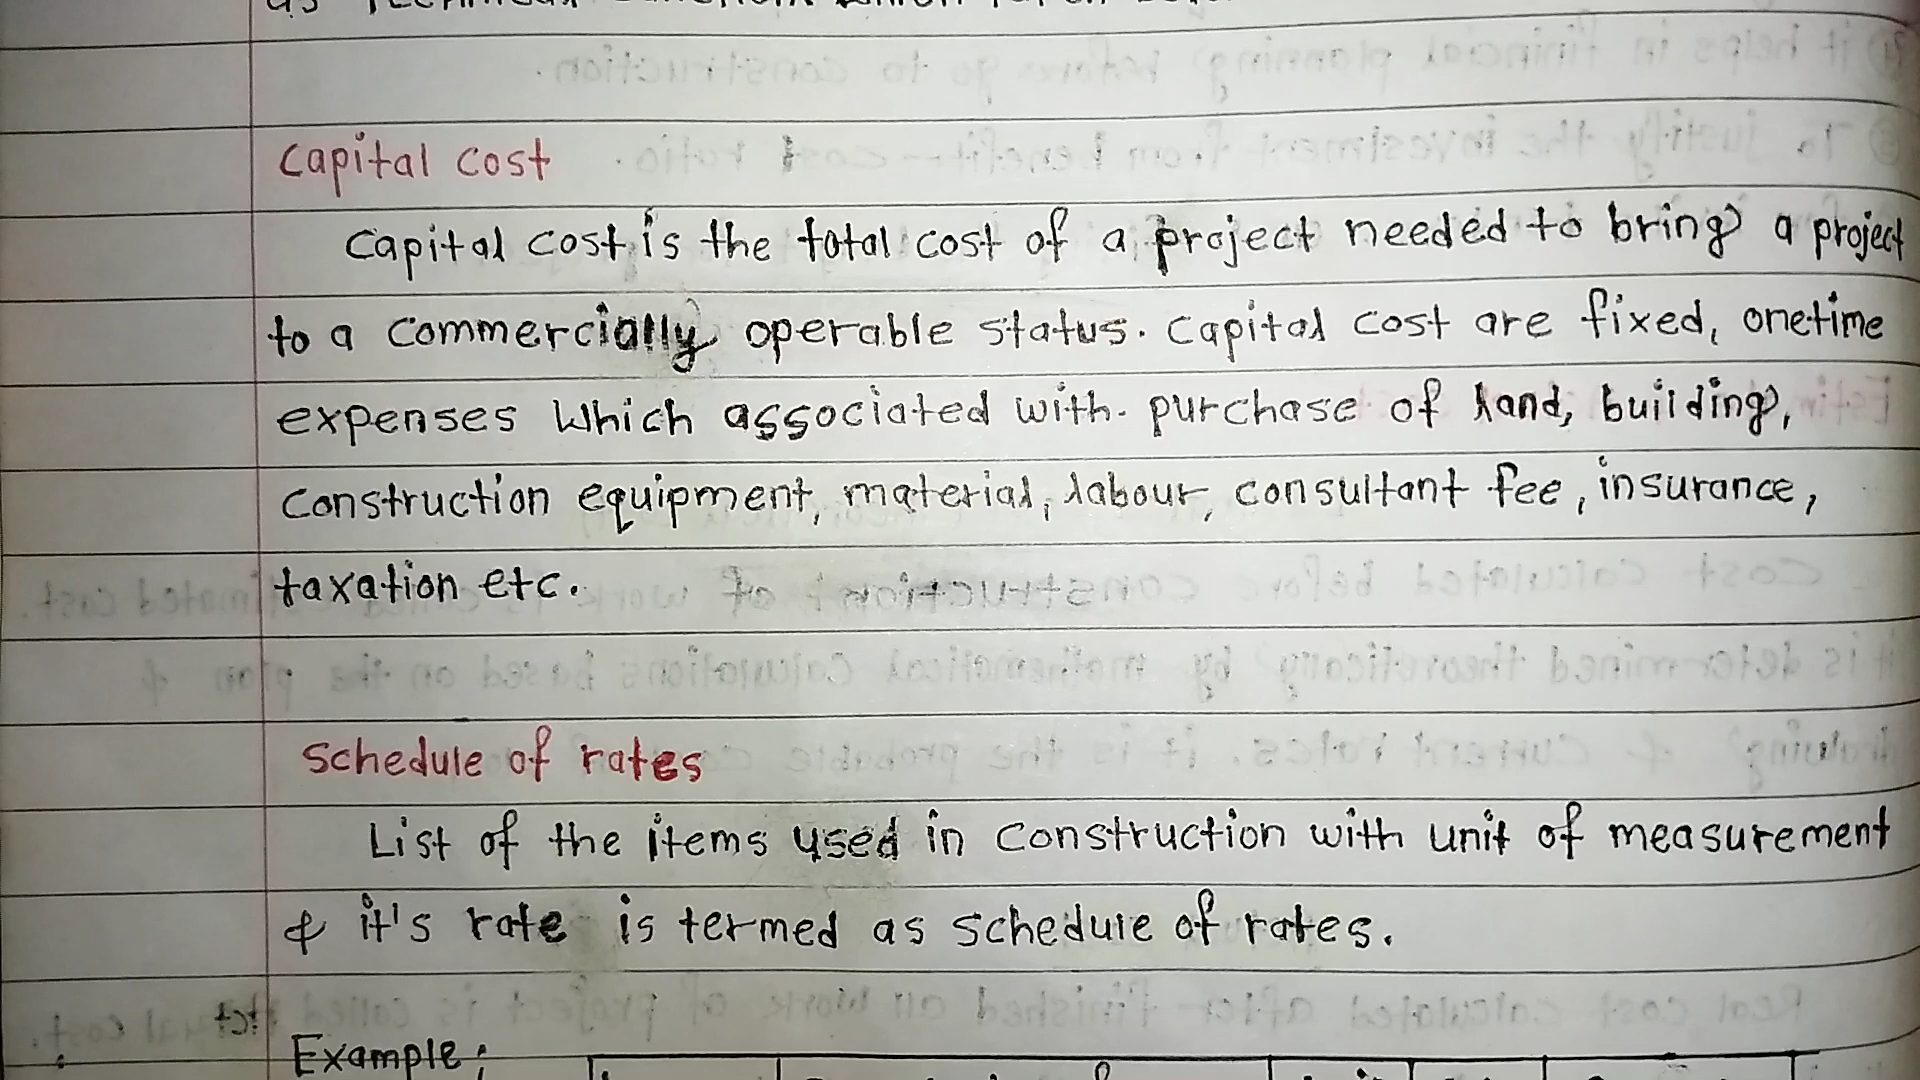 capital cost
Capital cost is the total cost of a project needed to bring a project
to a commercially operable status. Capital cost are fixed, onetime
expenses which associated with purchase of land, building,
construction equipment, material, labour, consultant fee, insurance,
taxation etc.
Schedule of rates
List of the items used in construction with unit of measurement
& it's rate is termed as schedule of rates.
Example: